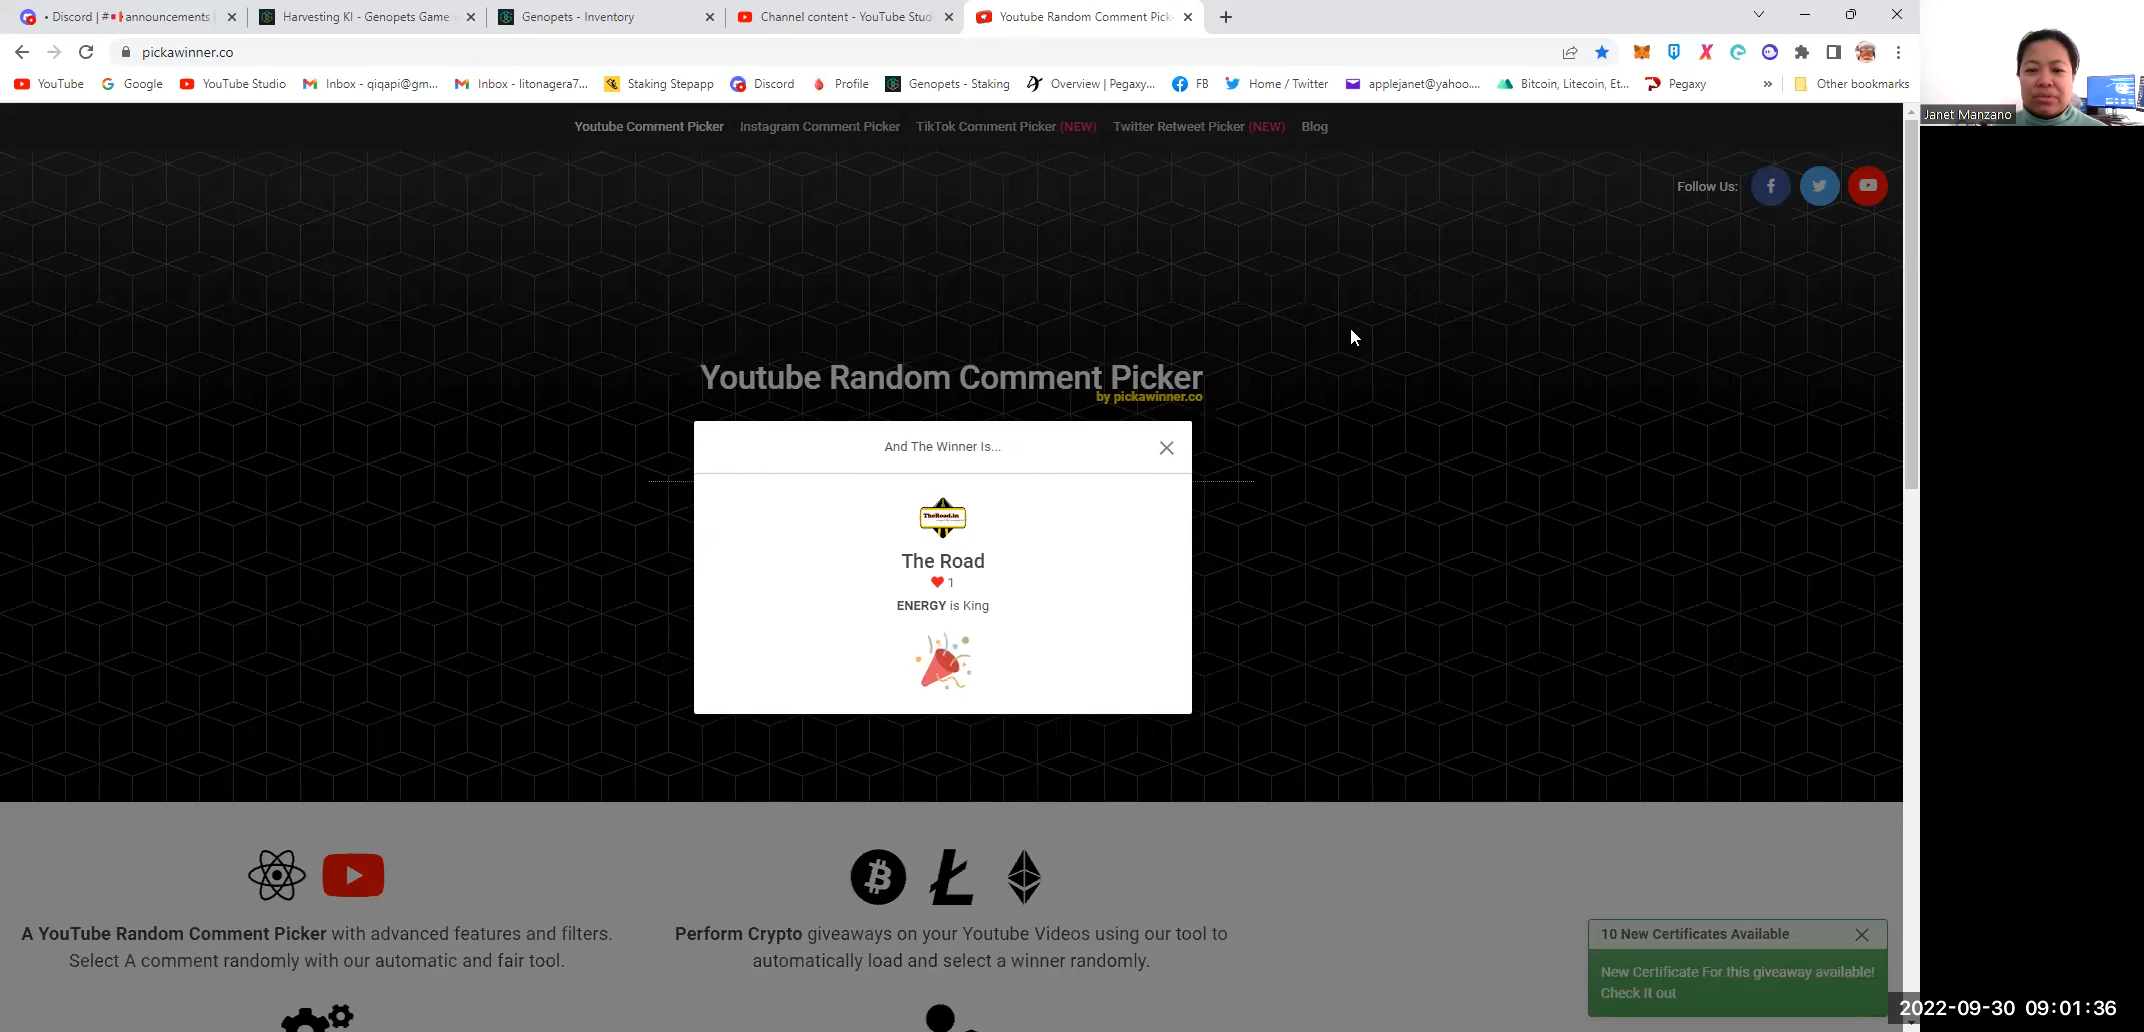 • Discord | # announcements
Harvesting KI - Genopets Game
Genopets - Inventory
Channel content - YouTube Stud
Youtube Random Comment Pick
pickawinner.co
YouTube
Google
YouTube Studio
Inbox - qiqapi@gm...
Inbox - litonagera7...
Staking Stepapp
Discord
Profile
Genopets - Staking
Overview | Pegaxy...
FB
Home / Twitter
applejanet@yahoo....
Bitcoin, Litecoin, Et...
Pegaxy
»
Other bookmarks
Janet Manzano
Youtube Comment Picker
Instagram Comment Picker
TikTok Comment Picker (NEW)
Twitter Retweet Picker (NEW)
Blog
Follow Us:
Youtube Random Comment Picker
by pickawinner.co
And The Winner Is...
TheRoad.in
The Road
1
ENERGY is King
A YouTube Random Comment Picker with advanced features and filters.
Select A comment randomly with our automatic and fair tool.
Perform Crypto giveaways on your Youtube Videos using our tool to
automatically load and select a winner randomly.
10 New Certificates Available
New Certificate For this giveaway available!
Check It out
2022-09-30 09:01:36